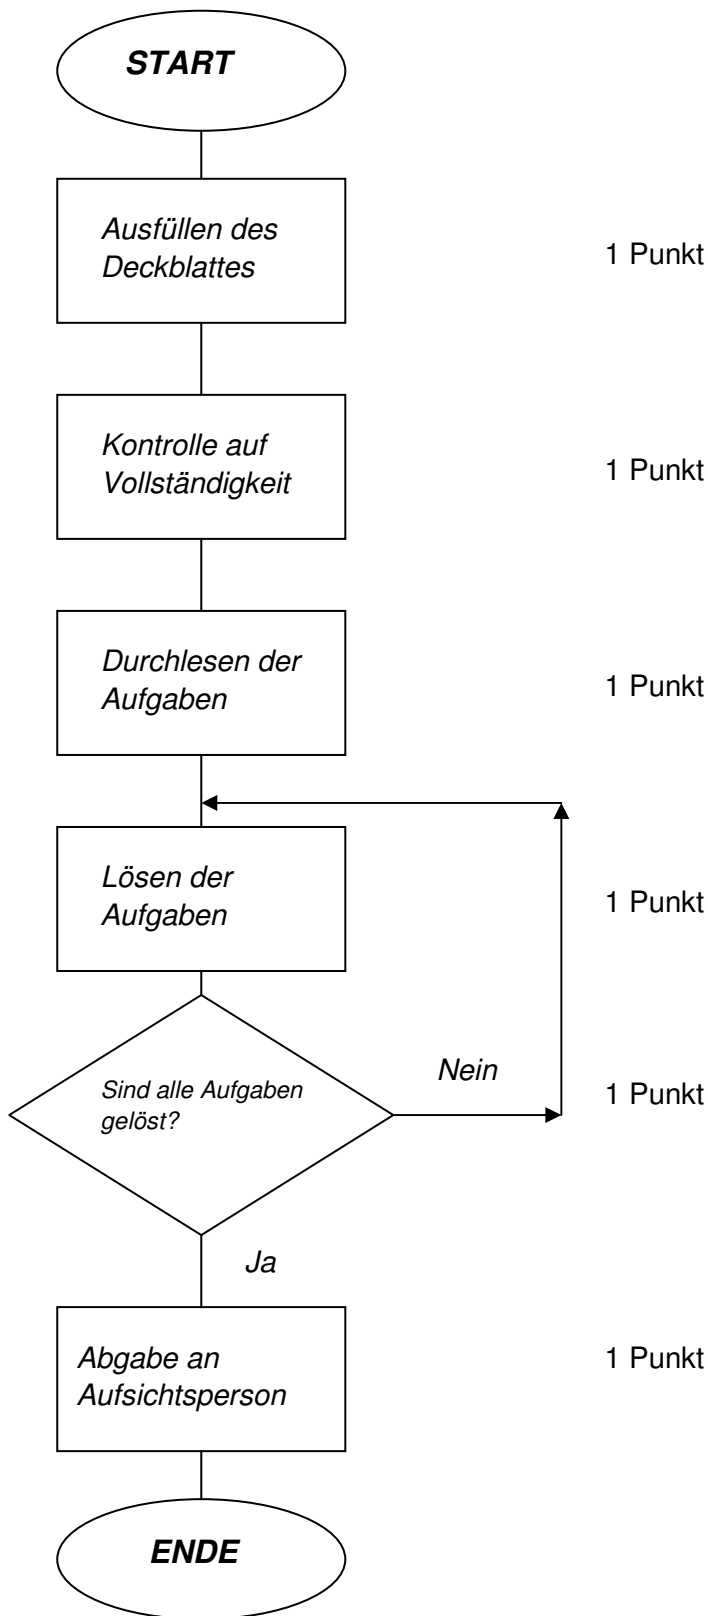 START
Ausfüllen des
Deckblattes
1 Punkt
Kontrolle auf
Vollständigkeit
1 Punkt
Durchlesen der
Aufgaben
1 Punkt
Lösen der
Aufgaben
1 Punkt
Sind alle Aufgaben
gelöst?
Nein
1 Punkt
Ja
Abgabe an
Aufsichtsperson
1 Punkt
ENDE